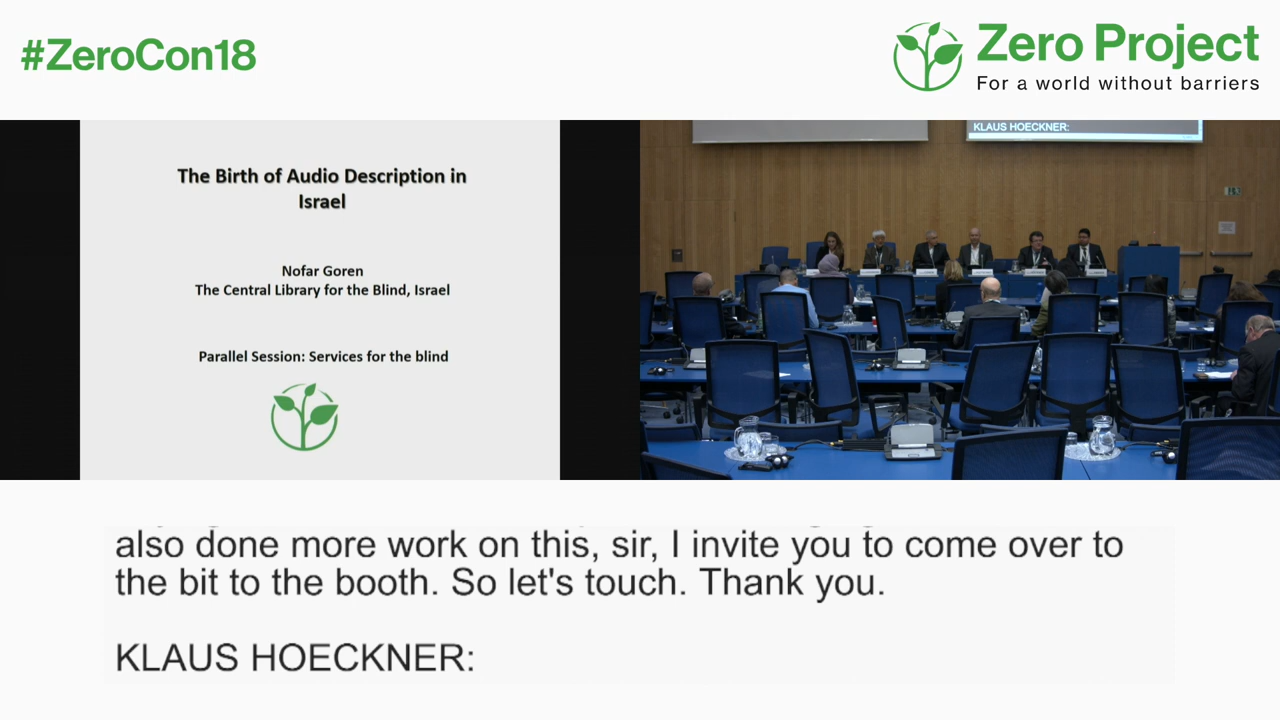 #ZeroCon18
Zero Project
For a world without barriers
The Birth of Audio Description in
Israel
Nofar Goren
The Central Library for the Blind, Israel
Parallel Session: Services for the blind
KLAUS HOECKNER:
also done more work on this, sir, I invite you to come over to
the bit to the booth. So let's touch. Thank you.
KLAUS HOECKNER: